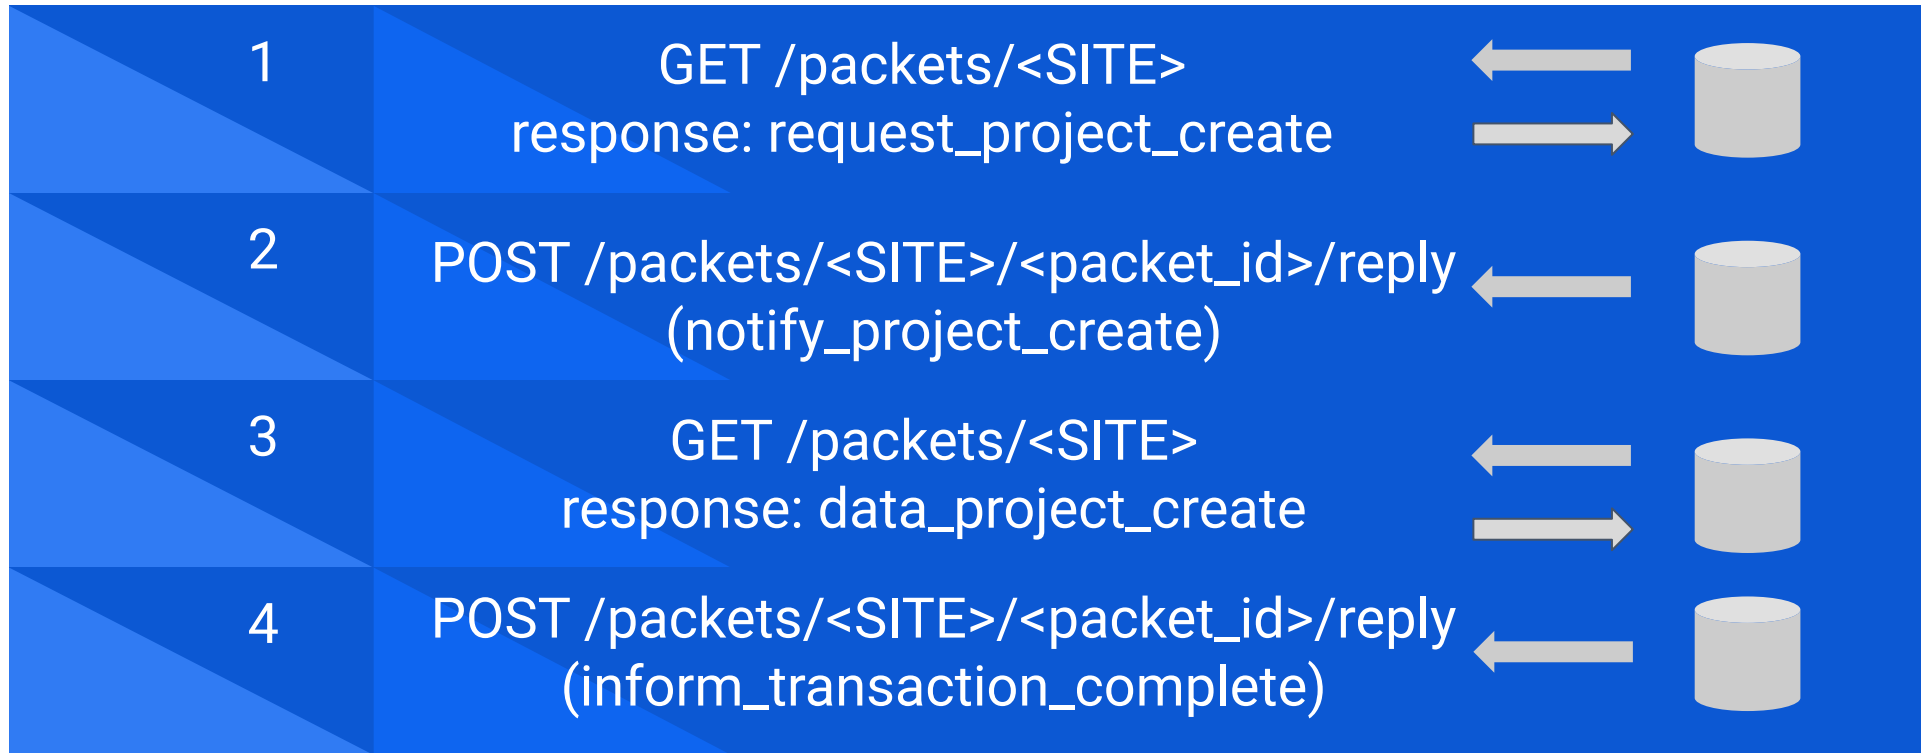 1
GET /packets/<SITE>
response: request_project_create
2
POST /packets/<SITE>/<packet_id>/reply
(notify_project_create)
3
GET /packets/<SITE>
response: data_project_create
4
POST /packets/<SITE>/<packet_id>/reply
(inform_transaction_complete)